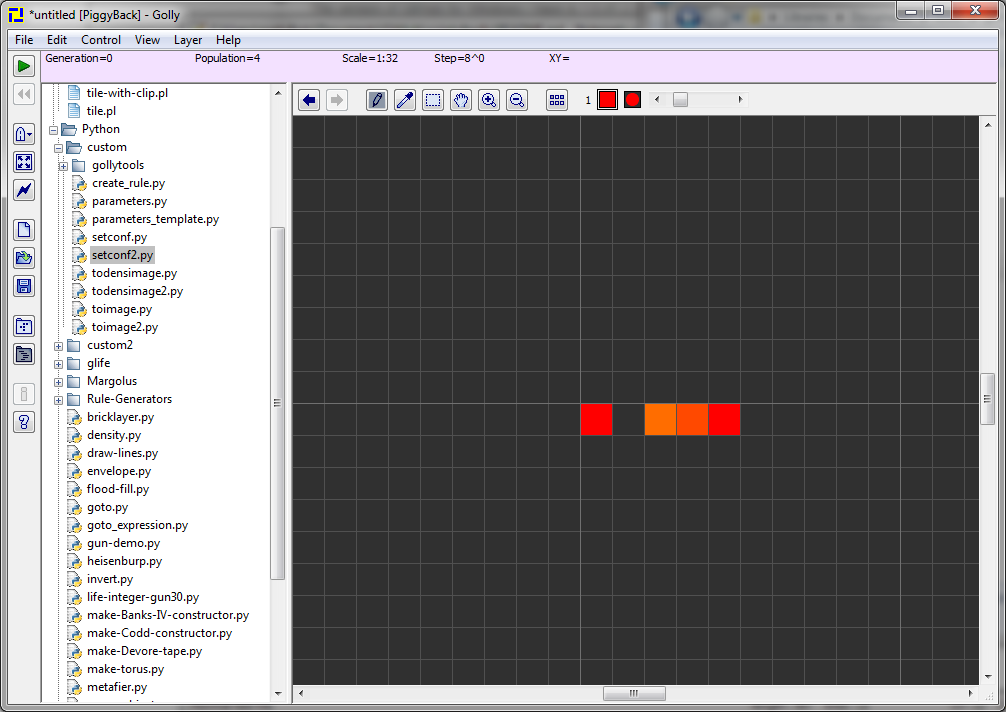 *untitled [PiggyBack] - Golly
File Edit Control View Layer Help
Generation=0 Population=4 Scale=1:32 Step=8^0 XY=
1
tile-with-clip.pl
tile.pl
Python
custom
gollytools
create_rule.py
parameters.py
parameters_template.py
setconf.py
setconf2.py
todensimage.py
todensimage2.py
toimage.py
toimage2.py
custom2
glife
Margolus
Rule-Generators
bricklayer.py
density.py
draw-lines.py
envelope.py
flood-fill.py
goto.py
goto_expression.py
gun-demo.py
heisenburp.py
invert.py
life-integer-gun30.py
make-Banks-IV-constructor.py
make-Codd-constructor.py
make-Devore-tape.py
make-torus.py
metafier.py